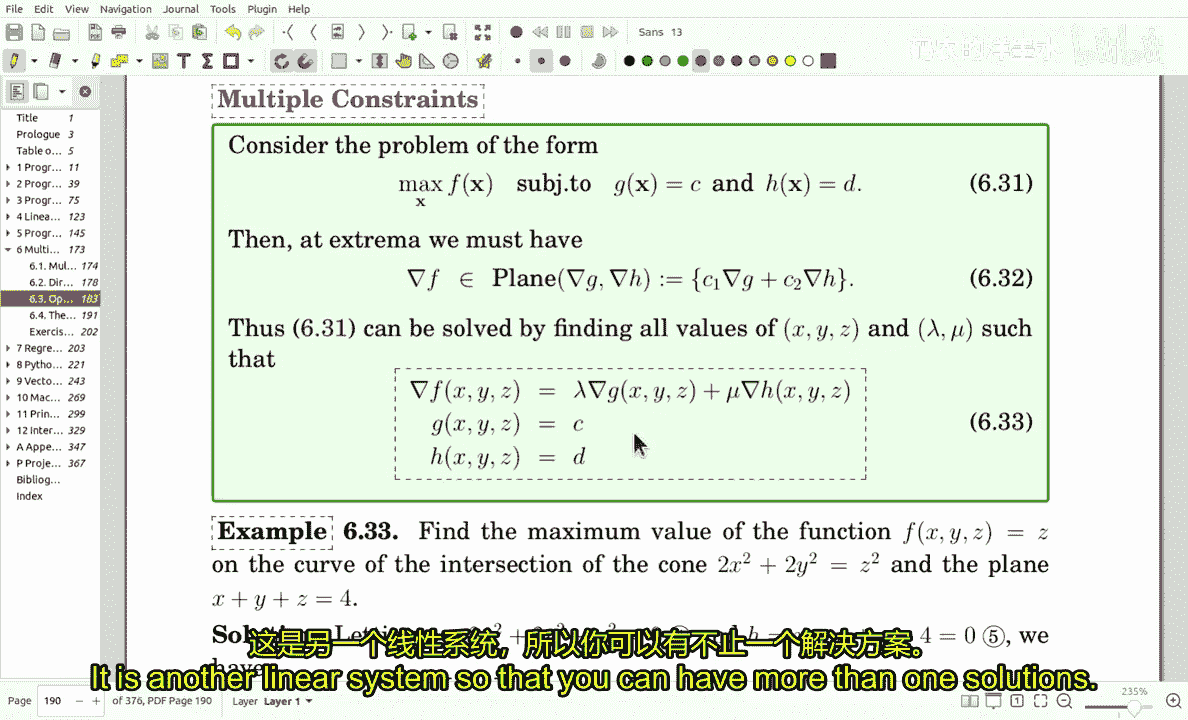 File Edit View Navigation Journal Tools Plugin Help
Sans 13
Title 1
Prologue 3
Table o... 5
1 Progr... 11
2 Progr... 39
3 Progr... 75
4 Linea... 123
5 Progr... 145
6 Multi... 173
6.1. Mul... 174
6.2. Dir... 178
6.3. Op... 183
6.4. The... 191
Exercis... 202
7 Regre... 203
8 Pytho... 221
9 Vecto... 243
10 Mac... 269
11 Prin... 299
12 Inter... 329
A Appe... 347
P Proje... 367
Bibliog...
Index
Multiple Constraints
Consider the problem of the form
max f(x) subj.to g(x) = c and h(x) = d. (6.31)
x
Then, at extrema we must have
∇f ∈ Plane(∇g, ∇h) := {c₁∇g + c₂∇h}. (6.32)
Thus (6.31) can be solved by finding all values of (x, y, z) and (λ, μ) such
that
∇f(x, y, z) = λ∇g(x, y, z) + μ∇h(x, y, z)
g(x, y, z) = c (6.33)
h(x, y, z) = d
Example 6.33. Find the maximum value of the function f(x, y, z) = z
on the curve of the intersection of the cone 2x² + 2y² = z² and the plane
x + y + z = 4.
4 = 0 ⑤, we
这是另一个线性系统，所以你可以有不止一个解决方案。
It is another linear system so that you can have more than one solutions.
Page 190 of 376, PDF Page 190 Layer Layer 1 235%